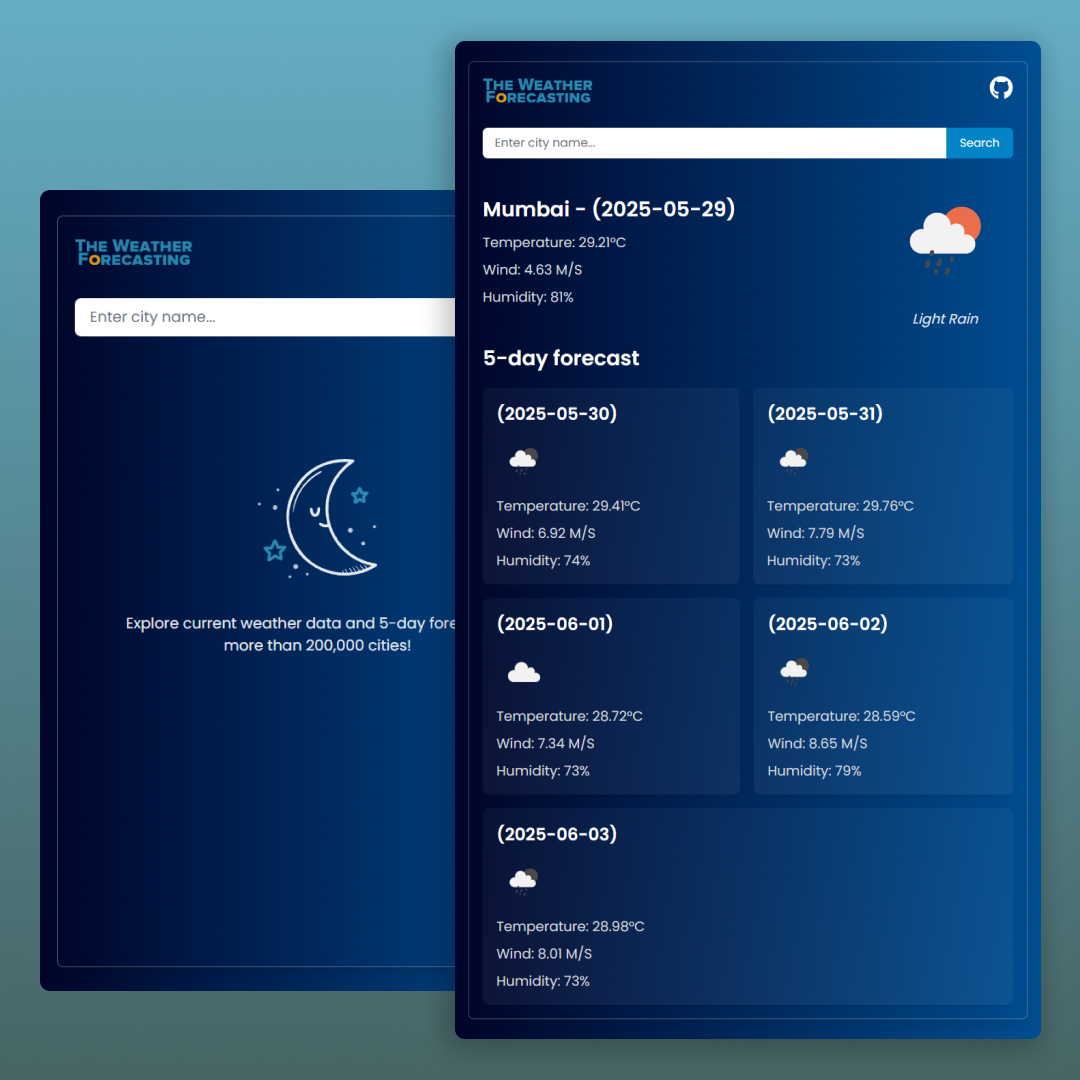 THE WEATHER
FORECASTING
Enter city name...
Explore current weather data and 5-day fore
more than 200,000 cities!
THE WEATHER
FORECASTING
Enter city name...
Search
Mumbai - (2025-05-29)
Temperature: 29.21°C
Wind: 4.63 M/S
Humidity: 81%
Light Rain
5-day forecast
(2025-05-30)
Temperature: 29.41°C
Wind: 6.92 M/S
Humidity: 74%
(2025-05-31)
Temperature: 29.76°C
Wind: 7.79 M/S
Humidity: 73%
(2025-06-01)
Temperature: 28.72°C
Wind: 7.34 M/S
Humidity: 73%
(2025-06-02)
Temperature: 28.59°C
Wind: 8.65 M/S
Humidity: 79%
(2025-06-03)
Temperature: 28.98°C
Wind: 8.01 M/S
Humidity: 73%